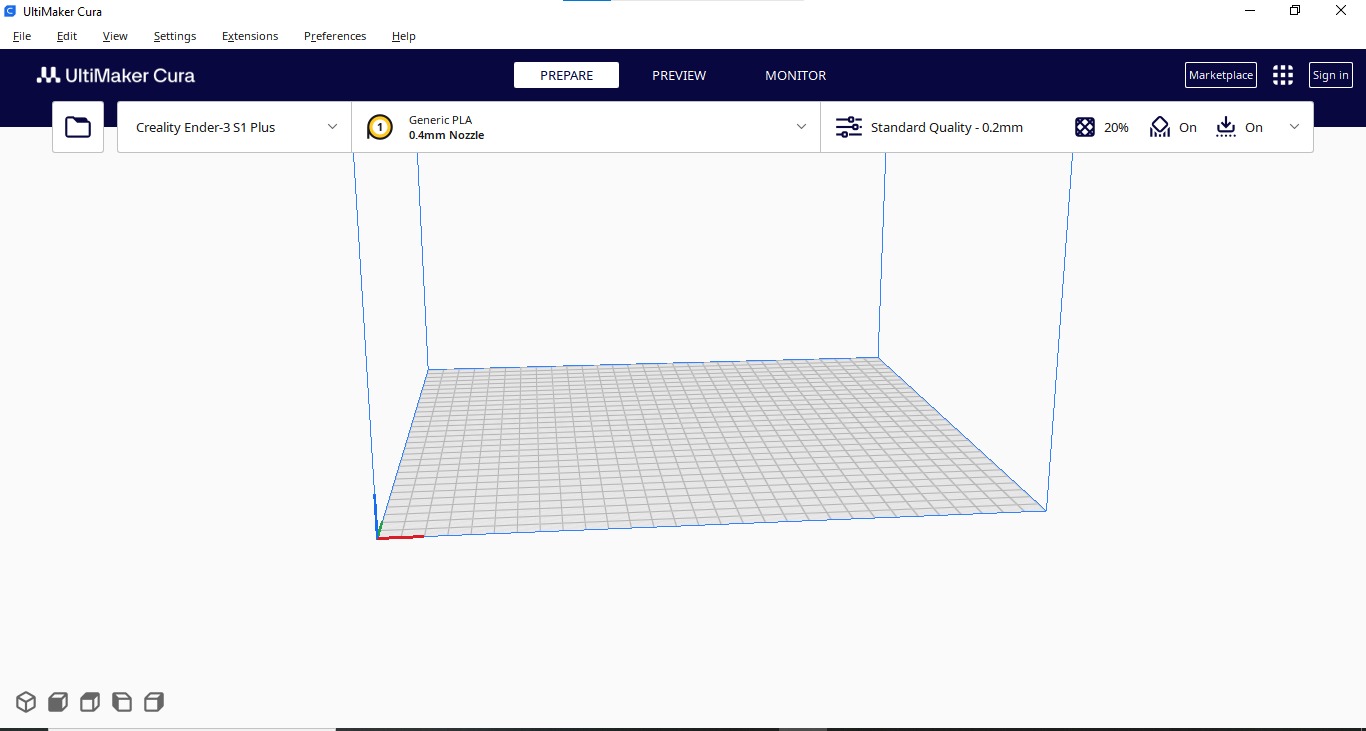 UltiMaker Cura
File Edit View Settings Extensions Preferences Help
UltiMaker Cura PREPARE PREVIEW MONITOR Marketplace Sign in
Creality Ender-3 S1 Plus
1
Generic PLA
0.4mm Nozzle
Standard Quality - 0.2mm 20% On On